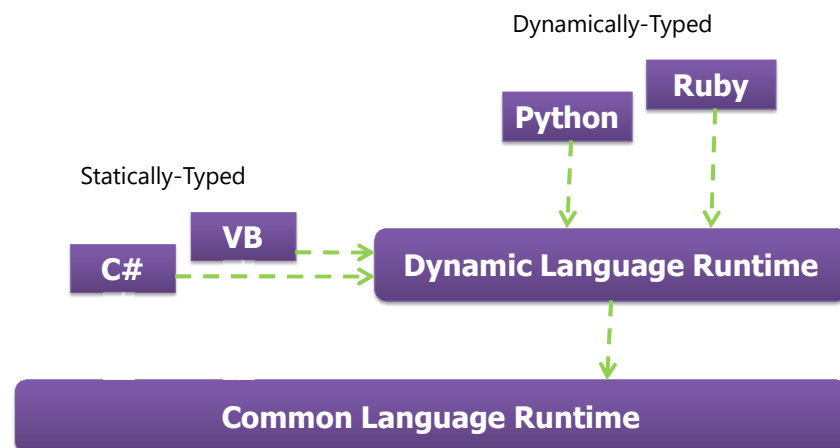 Dynamically-Typed
Ruby
Python
Statically-Typed
VB
C#
Dynamic Language Runtime
Common Language Runtime